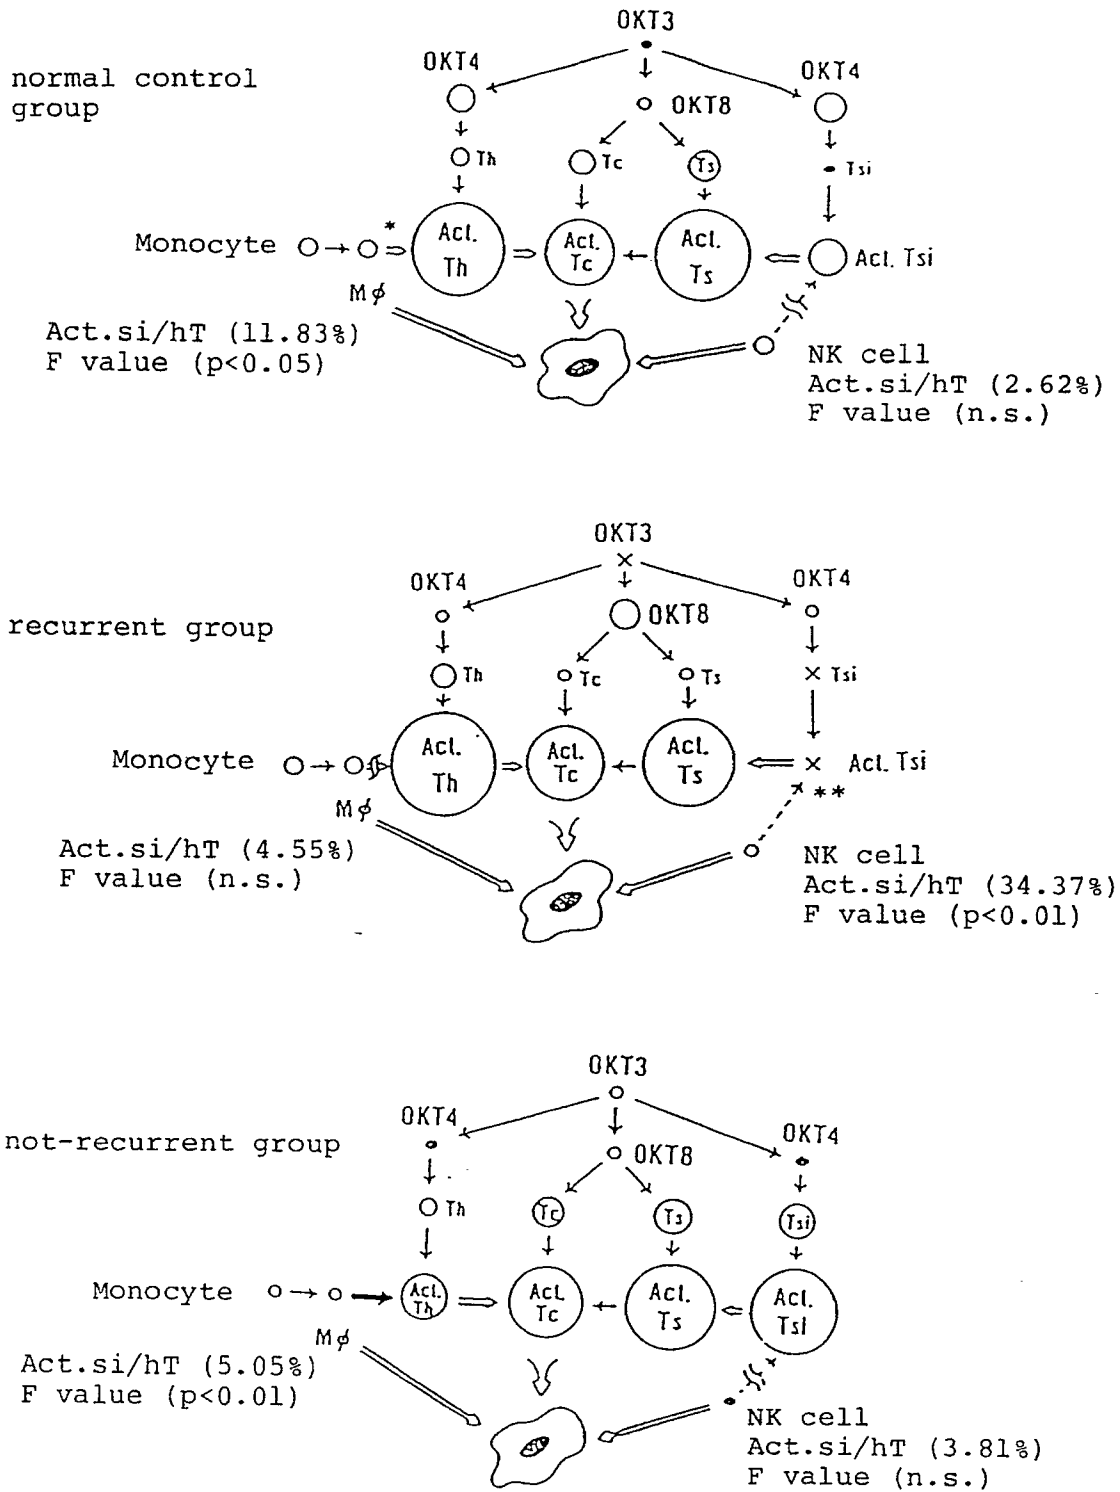 OKT3
OKT4
OKT4
normal control
group
OKT8
Th
Tc
Ts
Tsi
*
Monocyte
Act.
Th
Act.
Tc
Act.
Ts
Act. Tsi
Mφ
Act.si/hT (11.83%)
F value (p<0.05)
NK cell
Act.si/hT (2.62%)
F value (n.s.)
OKT3
OKT4
OKT4
recurrent group
OKT8
Th
Tc
Ts
Tsi
Monocyte
Act.
Th
Act.
Tc
Act.
Ts
Act. Tsi
**
Mφ
Act.si/hT (4.55%)
F value (n.s.)
NK cell
Act.si/hT (34.37%)
F value (p<0.01)
OKT3
OKT4
OKT4
not-recurrent group
OKT8
Th
Tc
Ts
Tsi
Monocyte
Act.
Th
Act.
Tc
Act.
Ts
Act.
Tsi
Mφ
Act.si/hT (5.05%)
F value (p<0.01)
NK cell
Act.si/hT (3.81%)
F value (n.s.)